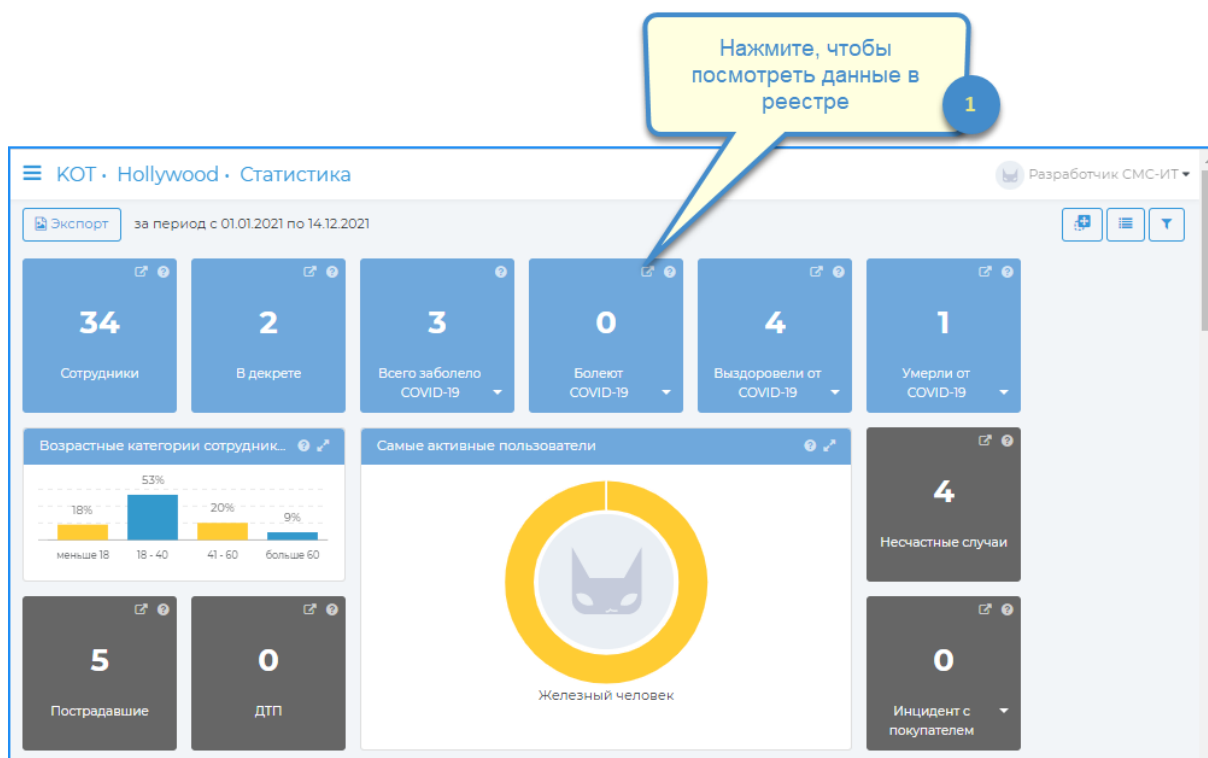 Нажмите, чтобы
посмотреть данные в
реестре
1
КОТ · Hollywood · Статистика
Разработчик СМС-ИТ
Экспорт
за период с 01.01.2021 по 14.12.2021
34
Сотрудники
2
В декрете
3
Всего заболело
COVID-19
0
Болеют
COVID-19
4
Выздоровели от
COVID-19
1
Умерли от
COVID-19
Возрастные категории сотрудник...
18%
53%
20%
9%
меньше 18
18 - 40
41 - 60
больше 60
Самые активные пользователи
Железный человек
4
Несчастные случаи
5
Пострадавшие
0
ДТП
0
Инцидент с
покупателем